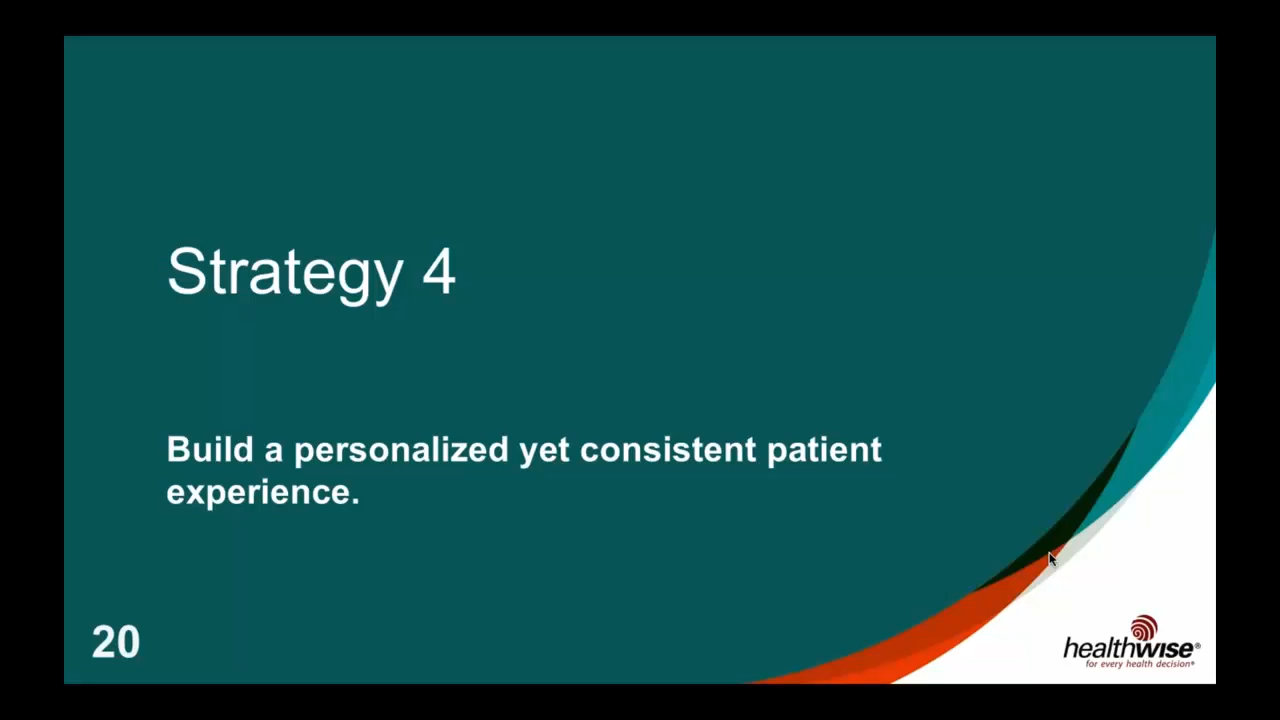 Strategy 4
Build a personalized yet consistent patient
experience.
20
healthwise®
for every health decision®